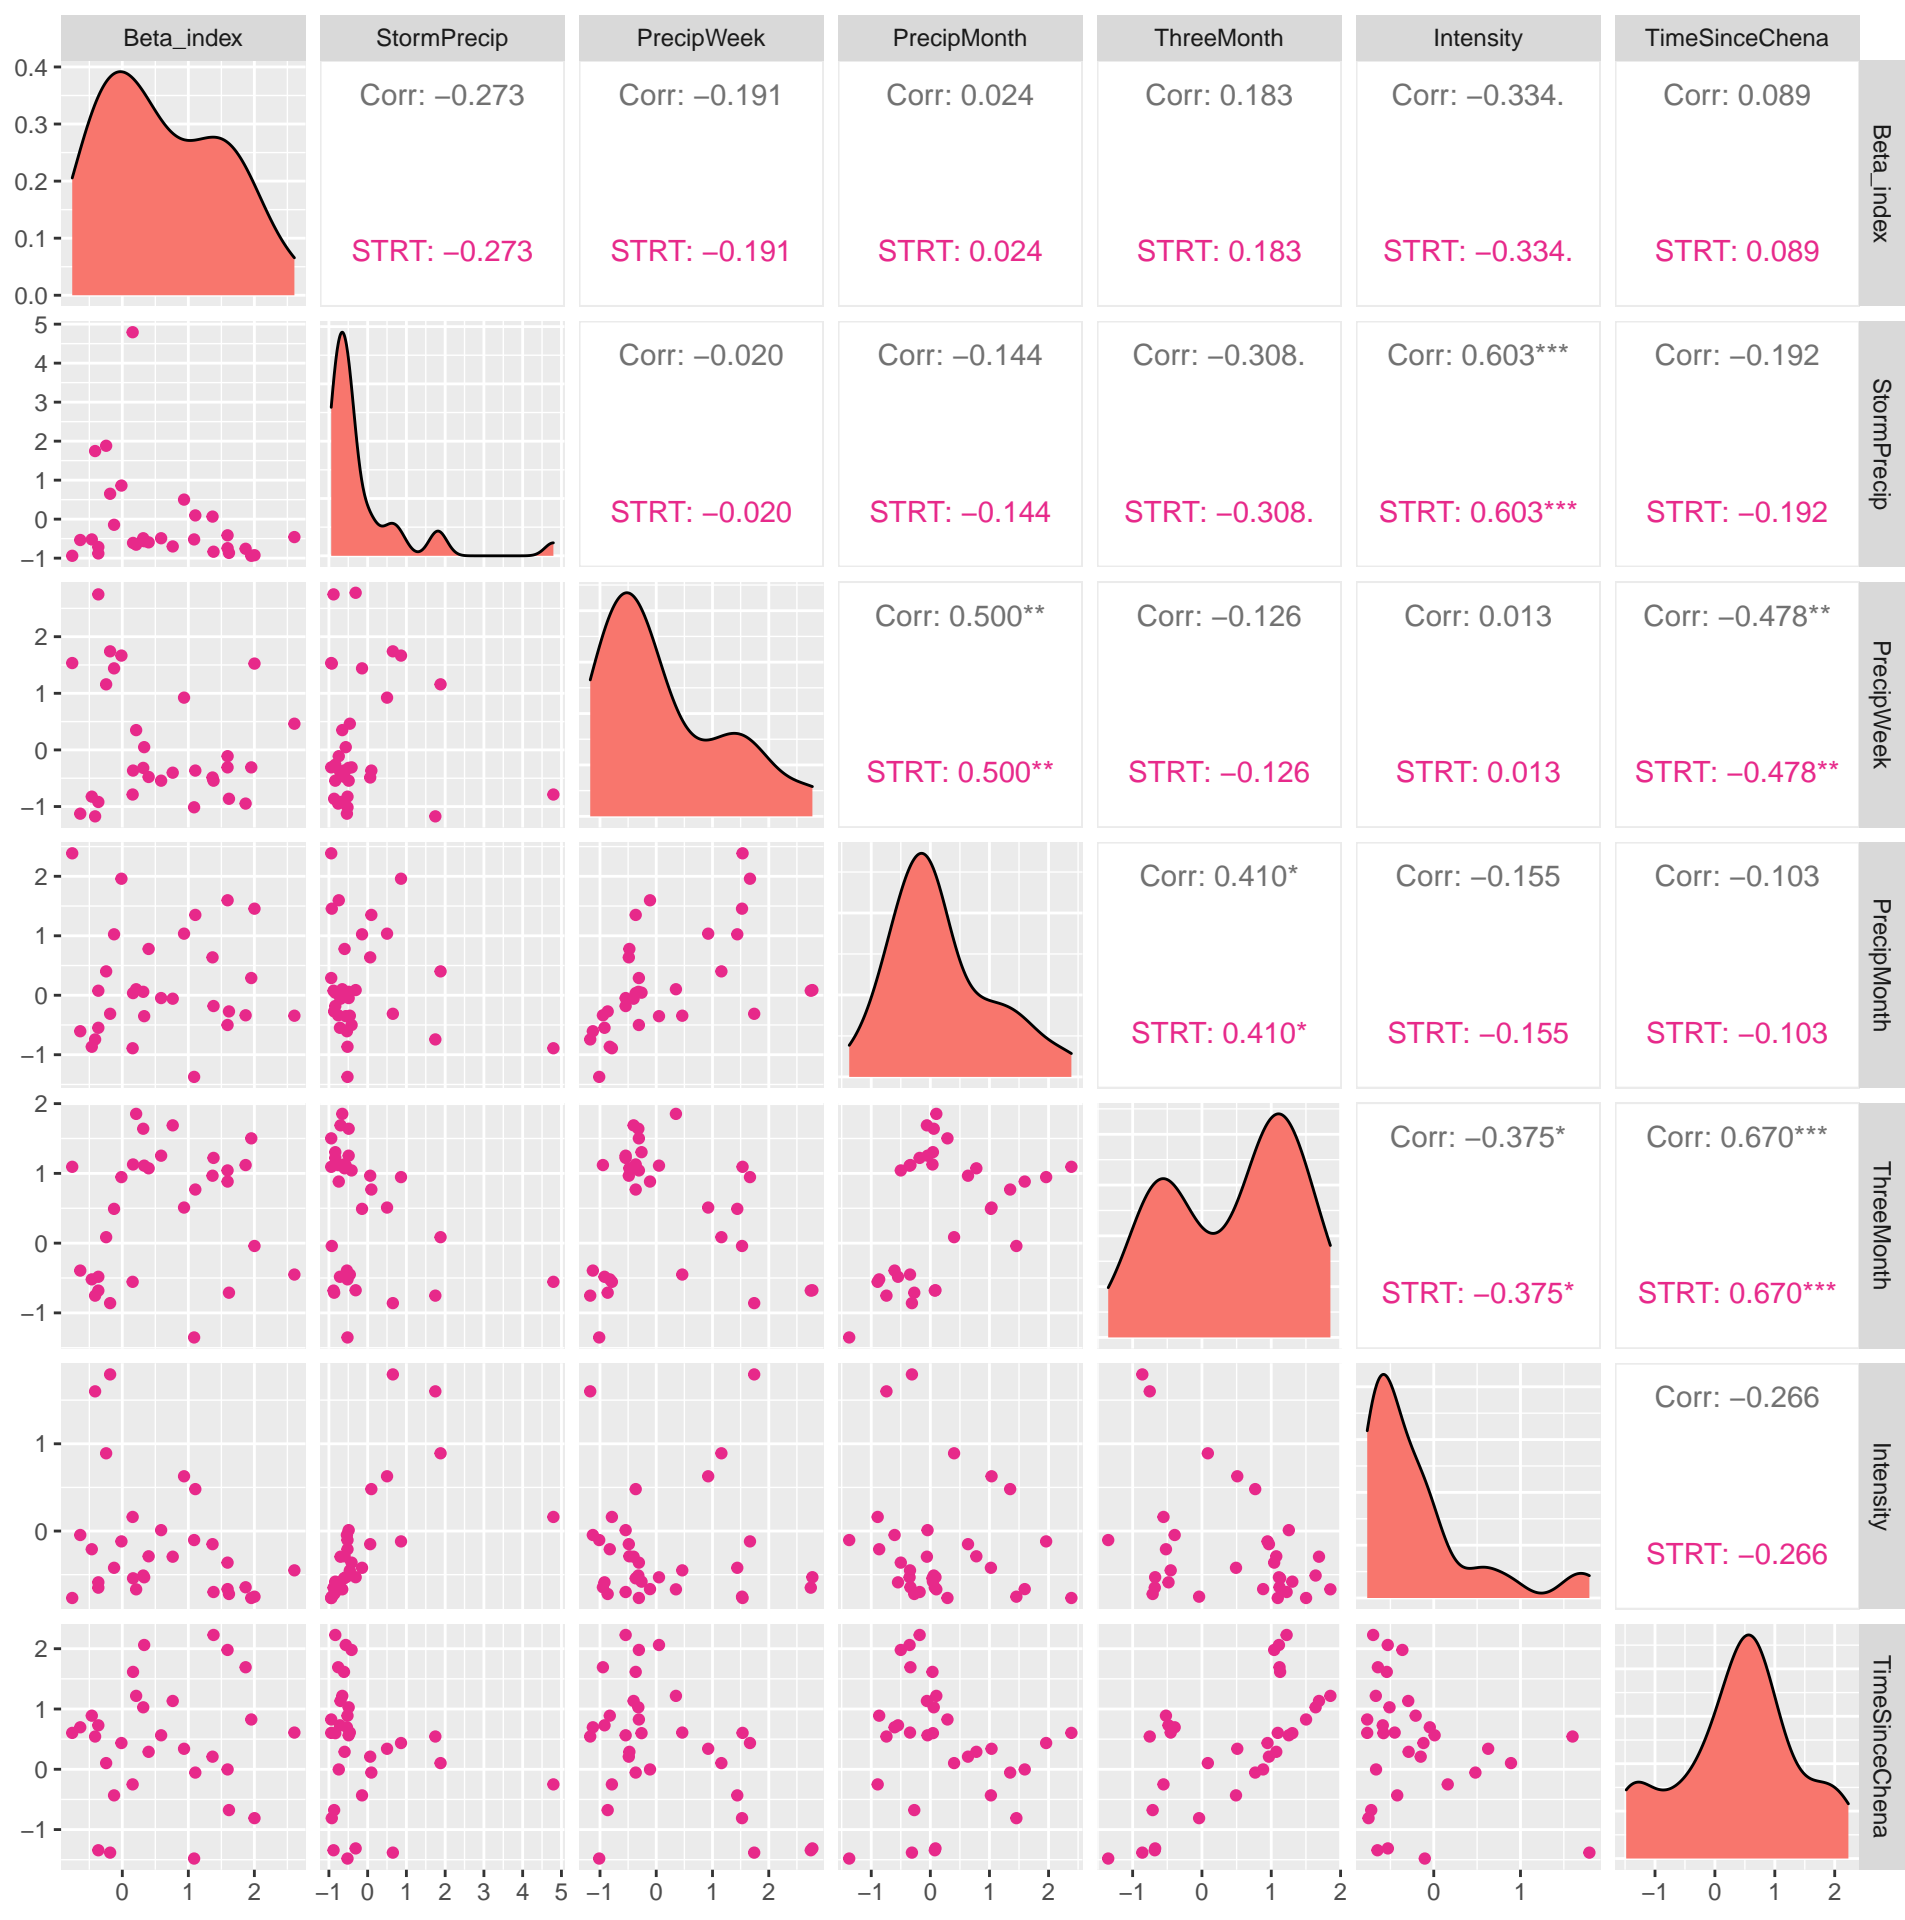 Beta_index StormPrecip PrecipWeek PrecipMonth ThreeMonth Intensity TimeSinceChena
0.4
Corr: −0.273 Corr: −0.191 Corr: 0.024 Corr: 0.183 Corr: −0.334. Corr: 0.089
0.3
Beta_index
0.2
STRT: −0.273 STRT: −0.191 STRT: 0.024 STRT: 0.183 STRT: −0.334. STRT: 0.089
0.1
0.0
5
Corr: −0.020 Corr: −0.144 Corr: −0.308. Corr: 0.603*** Corr: −0.192
4
3
StormPrecip
2
1
STRT: −0.020 STRT: −0.144 STRT: −0.308. STRT: 0.603*** STRT: −0.192
0
−1
Corr: 0.500** Corr: −0.126 Corr: 0.013 Corr: −0.478**
2
PrecipWeek
1
0
STRT: 0.500** STRT: −0.126 STRT: 0.013 STRT: −0.478**
−1
Corr: 0.410* Corr: −0.155 Corr: −0.103
2
PrecipMonth
1
0
STRT: 0.410* STRT: −0.155 STRT: −0.103
−1
2
Corr: −0.375* Corr: 0.670***
1
ThreeMonth
0
STRT: −0.375* STRT: 0.670***
−1
Corr: −0.266
1
Intensity
0
STRT: −0.266
2
1
TimeSinceChena
0
−1
0 1 2 −1 0 1 2 3 4 5 −1 0 1 2 −1 0 1 2 −1 0 1 2 0 1 −1 0 1 2